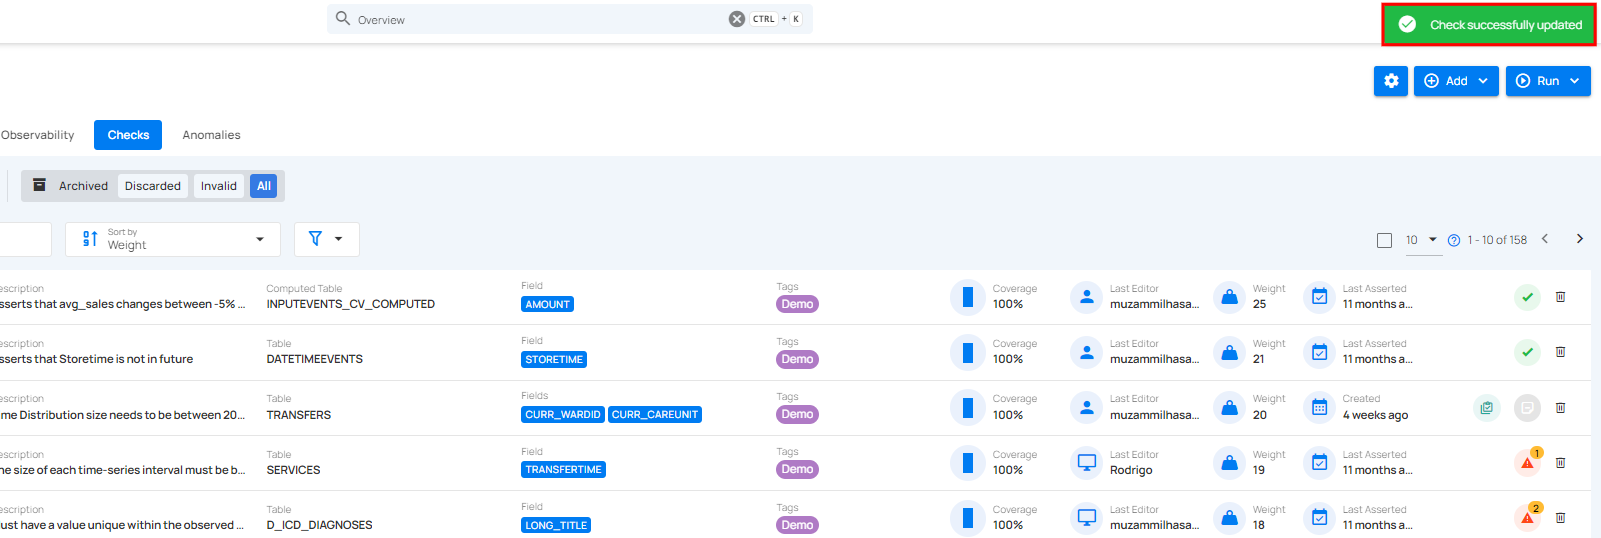 Overview
CTRL + K
Check successfully updated
Add
Run
Observability
Checks
Anomalies
Archived
Discarded
Invalid
All
Sort by
Weight
10
1 - 10 of 158
escription
sserts that avg_sales changes between -5% ...
Computed Table
INPUTEVENTS_CV_COMPUTED
Field
AMOUNT
Tags
Demo
Coverage
100%
Last Editor
muzammilhasa...
Weight
25
Last Asserted
11 months a...
escription
sserts that Storetime is not in future
Table
DATETIMEEVENTS
Field
STORETIME
Tags
Demo
Coverage
100%
Last Editor
muzammilhasa...
Weight
21
Last Asserted
11 months a...
escription
me Distribution size needs to be between 20...
Table
TRANSFERS
Fields
CURR_WARDID CURR_CAREUNIT
Tags
Demo
Coverage
100%
Last Editor
muzammilhasa...
Weight
20
Created
4 weeks ago
escription
he size of each time-series interval must be b...
Table
SERVICES
Field
TRANSFERTIME
Tags
Demo
Coverage
100%
Last Editor
Rodrigo
Weight
19
Last Asserted
11 months a...
1
escription
ust have a value unique within the observed ...
Table
D_ICD_DIAGNOSES
Field
LONG_TITLE
Tags
Demo
Coverage
100%
Last Editor
muzammilhasa...
Weight
18
Last Asserted
11 months a...
2